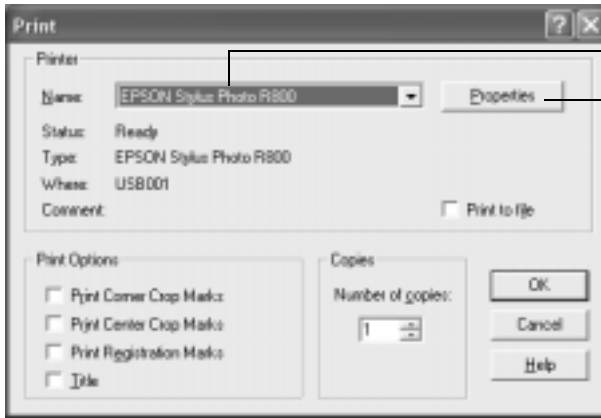 Print
Printer
Name: EPSON Stylus Photo R800 Properties
Status: Ready
Type: EPSON Stylus Photo R800
Where: USB001
Comment: Print to file
Print Options
Print Corner Crop Marks
Print Center Crop Marks
Print Registration Marks
Title
Copies
Number of copies:
1
OK
Cancel
Help